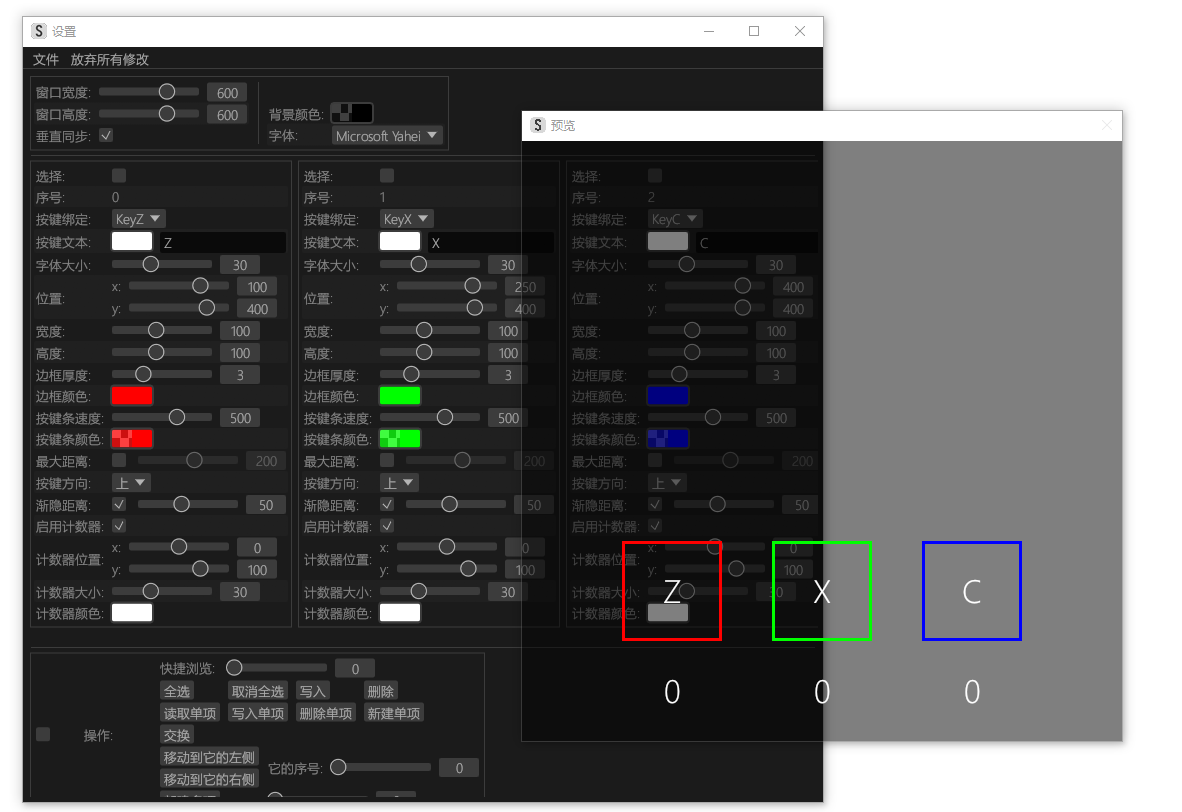 S 设置
文件 放弃所有修改
窗口宽度: 600
窗口高度: 600
垂直同步:
背景颜色:
字体: Microsoft Yahei
选择:
序号: 0
按键绑定: KeyZ
按键文本: Z
字体大小: 30
位置: x: 100
y: 400
宽度: 100
高度: 100
边框厚度: 3
边框颜色:
按键条速度: 500
按键条颜色:
最大距离: 200
按键方向: 上
渐隐距离: 50
启用计数器:
计数器位置: x: 0
y: 100
计数器大小: 30
计数器颜色:
选择:
序号: 1
按键绑定: KeyX
按键文本: X
字体大小: 30
位置: x: 250
y: 400
宽度: 100
高度: 100
边框厚度: 3
边框颜色:
按键条速度: 500
按键条颜色:
最大距离: 200
按键方向: 上
渐隐距离: 50
启用计数器:
计数器位置: x: 0
y: 100
计数器大小: 30
计数器颜色:
S 预览
选择:
序号: 2
按键绑定: KeyC
按键文本: C
字体大小: 30
位置: x: 400
y: 400
宽度: 100
高度: 100
边框厚度: 3
边框颜色:
按键条速度: 500
按键条颜色:
最大距离: 200
按键方向: 上
渐隐距离: 50
启用计数器:
计数器位置: x: 0
y: 100
计数器大小: 30
计数器颜色:
Z X C
0 0 0
快捷浏览: 0
全选 取消全选 写入 删除
读取单项 写入单项 删除单项 新建单项
操作: 交换
移动到它的左侧
它的序号: 0
移动到它的右侧